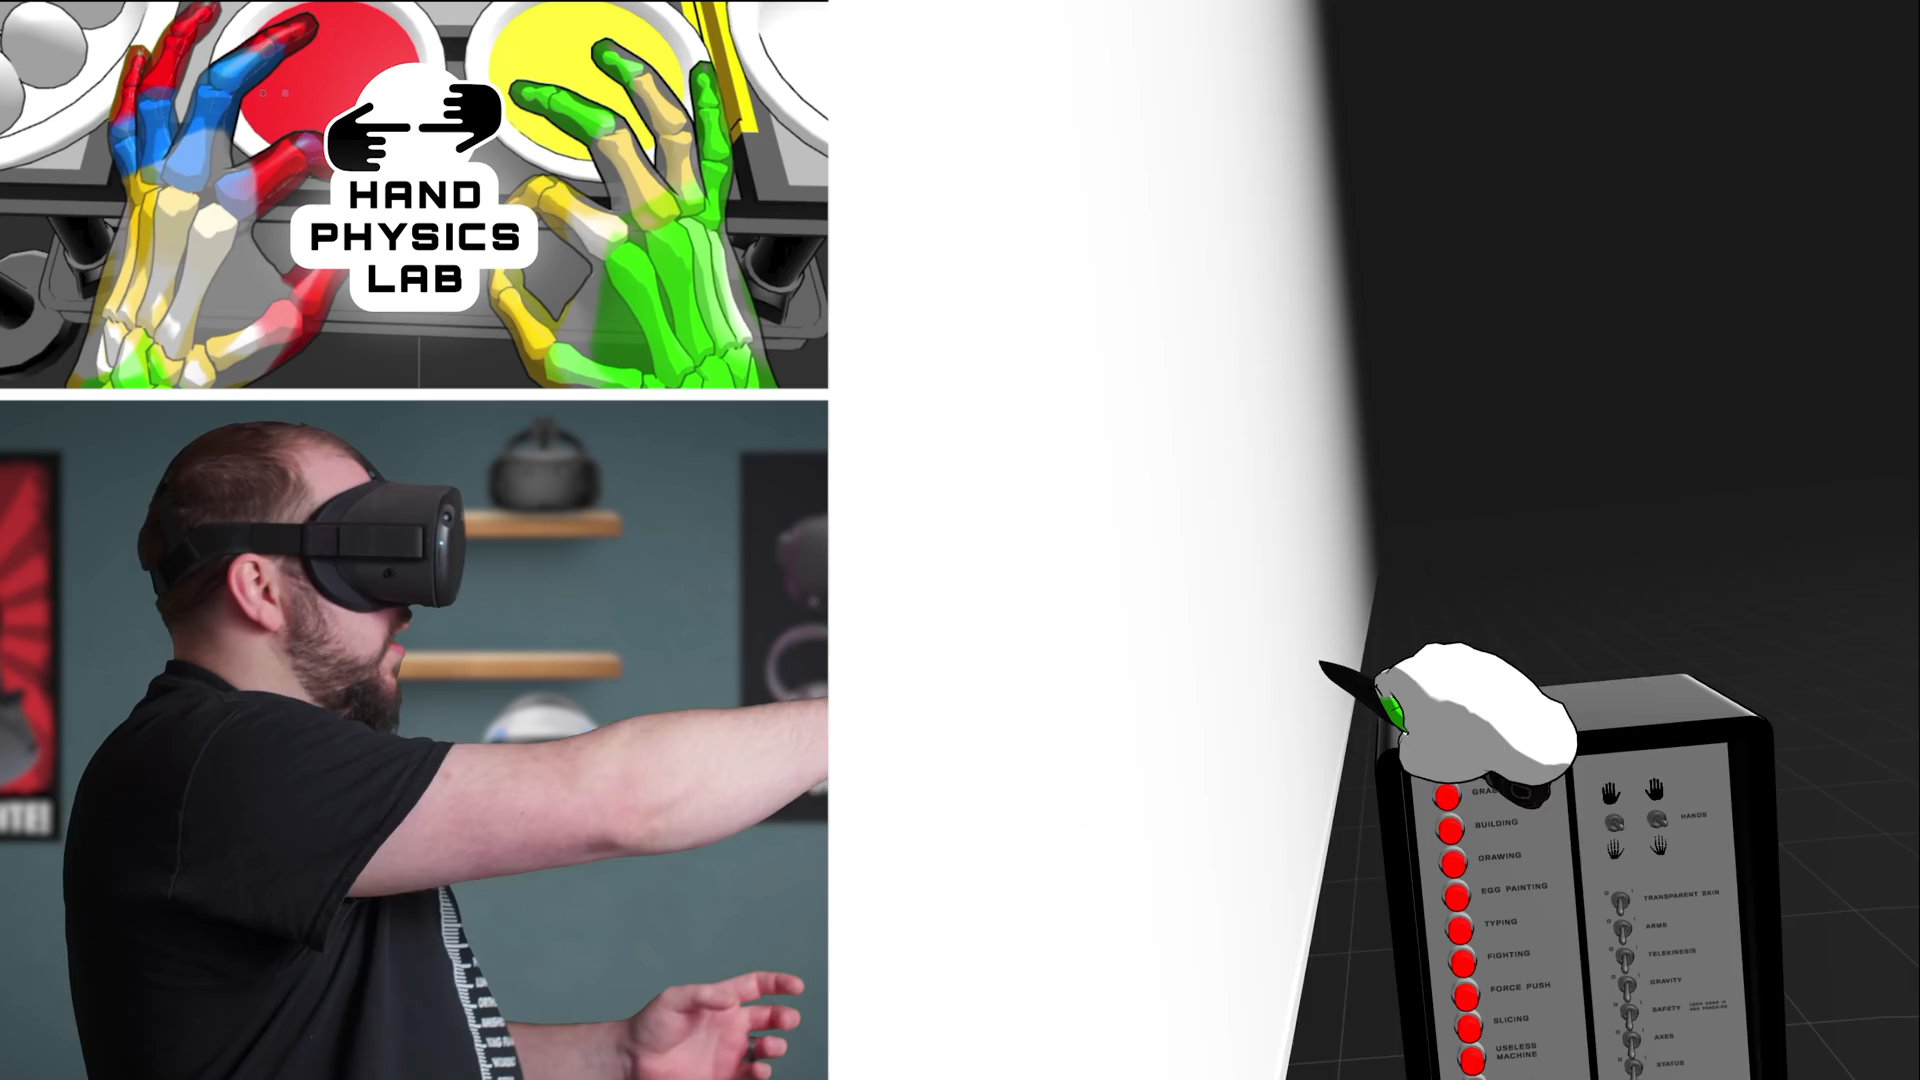 HAND
PHYSICS
LAB
BUILDING
DRAWING
EGG PAINTING
TYPING
FIGHTING
FORCE PUSH
SLICING
USELESS
MACHINE
HANDS
TRANSPARENT SKIN
ARMS
TELEKINESIS
GRAVITY
SAFETY
AXES
STATUS